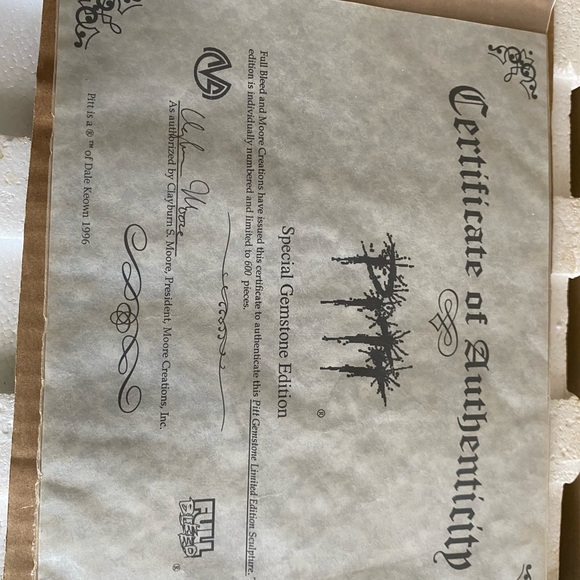 Certificate of Authenticity
PITT ®
Special Gemstone Edition
Full Bleed and Moore Creations have issued this certificate to authenticate this Pitt Gemstone Limited Edition Sculpture.
edition is individually numbered and limited to 600 pieces.
Clayburn Moore
As authorized by Clayburn S. Moore, President, Moore Creations, Inc.
FULL
BLEED ®
Pitt is a ® ™ of Dale Keown 1996